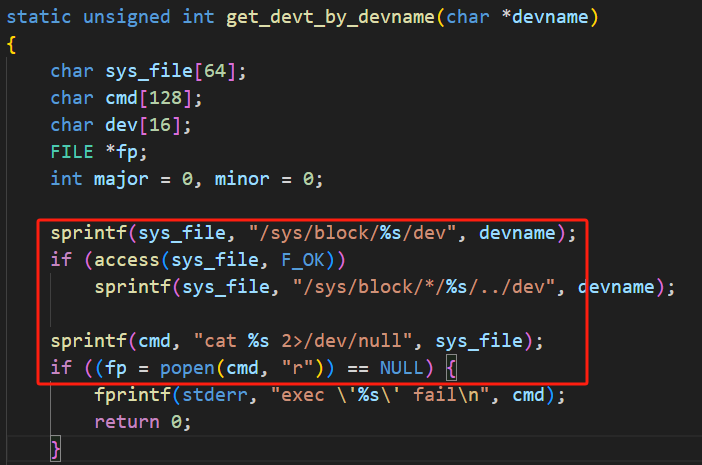 static unsigned int get_devt_by_devname(char *devname)
{
    char sys_file[64];
    char cmd[128];
    char dev[16];
    FILE *fp;
    int major = 0, minor = 0;

    sprintf(sys_file, "/sys/block/%s/dev", devname);
    if (access(sys_file, F_OK))
        sprintf(sys_file, "/sys/block/*/%s/../dev", devname);

    sprintf(cmd, "cat %s 2>/dev/null", sys_file);
    if ((fp = popen(cmd, "r")) == NULL) {
        fprintf(stderr, "exec \'%s\' fail\n", cmd);
        return 0;
    }